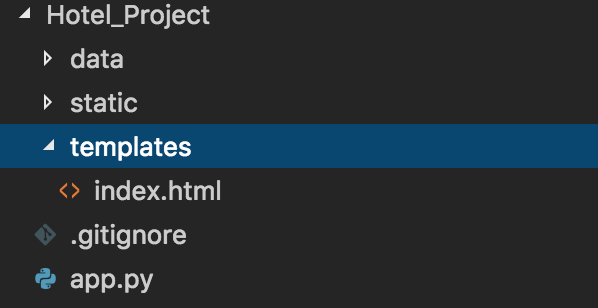 Hotel_Project
data
static
templates
index.html
.gitignore
app.py